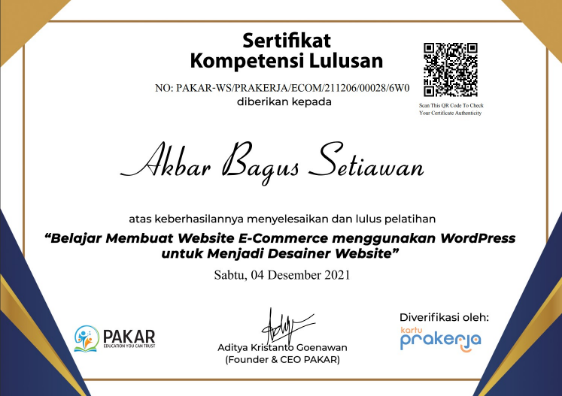 Sertifikat
Kompetensi Lulusan
NO: PAKAR-WS/PRAKERJA/ECOM/211206/00028/6W0
diberikan kepada
Scan This QR Code To Check
Your Certificate Authenticity
Akbar Bagus Setiawan
atas keberhasilannya menyelesaikan dan lulus pelatihan
“Belajar Membuat Website E-Commerce menggunakan WordPress
untuk Menjadi Desainer Website”
Sabtu, 04 Desember 2021
PAKAR
EDUCATION YOU CAN TRUST
Aditya Kristanto Goenawan
(Founder & CEO PAKAR)
Diverifikasi oleh:
kartu
prakerja